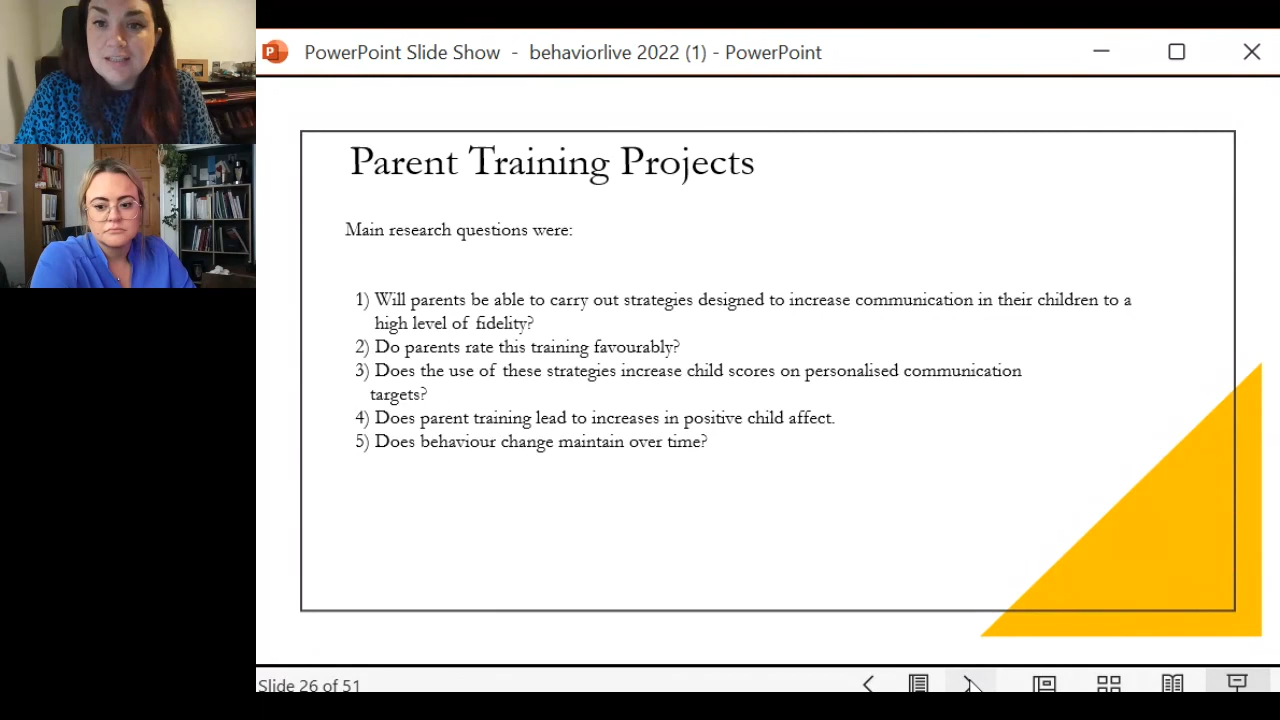 PowerPoint Slide Show - behaviorlive 2022 (1) - PowerPoint
Parent Training Projects
Main research questions were:
1) Will parents be able to carry out strategies designed to increase communication in their children to a
high level of fidelity?
2) Do parents rate this training favourably?
3) Does the use of these strategies increase child scores on personalised communication
targets?
4) Does parent training lead to increases in positive child affect.
5) Does behaviour change maintain over time?
Slide 26 of 51